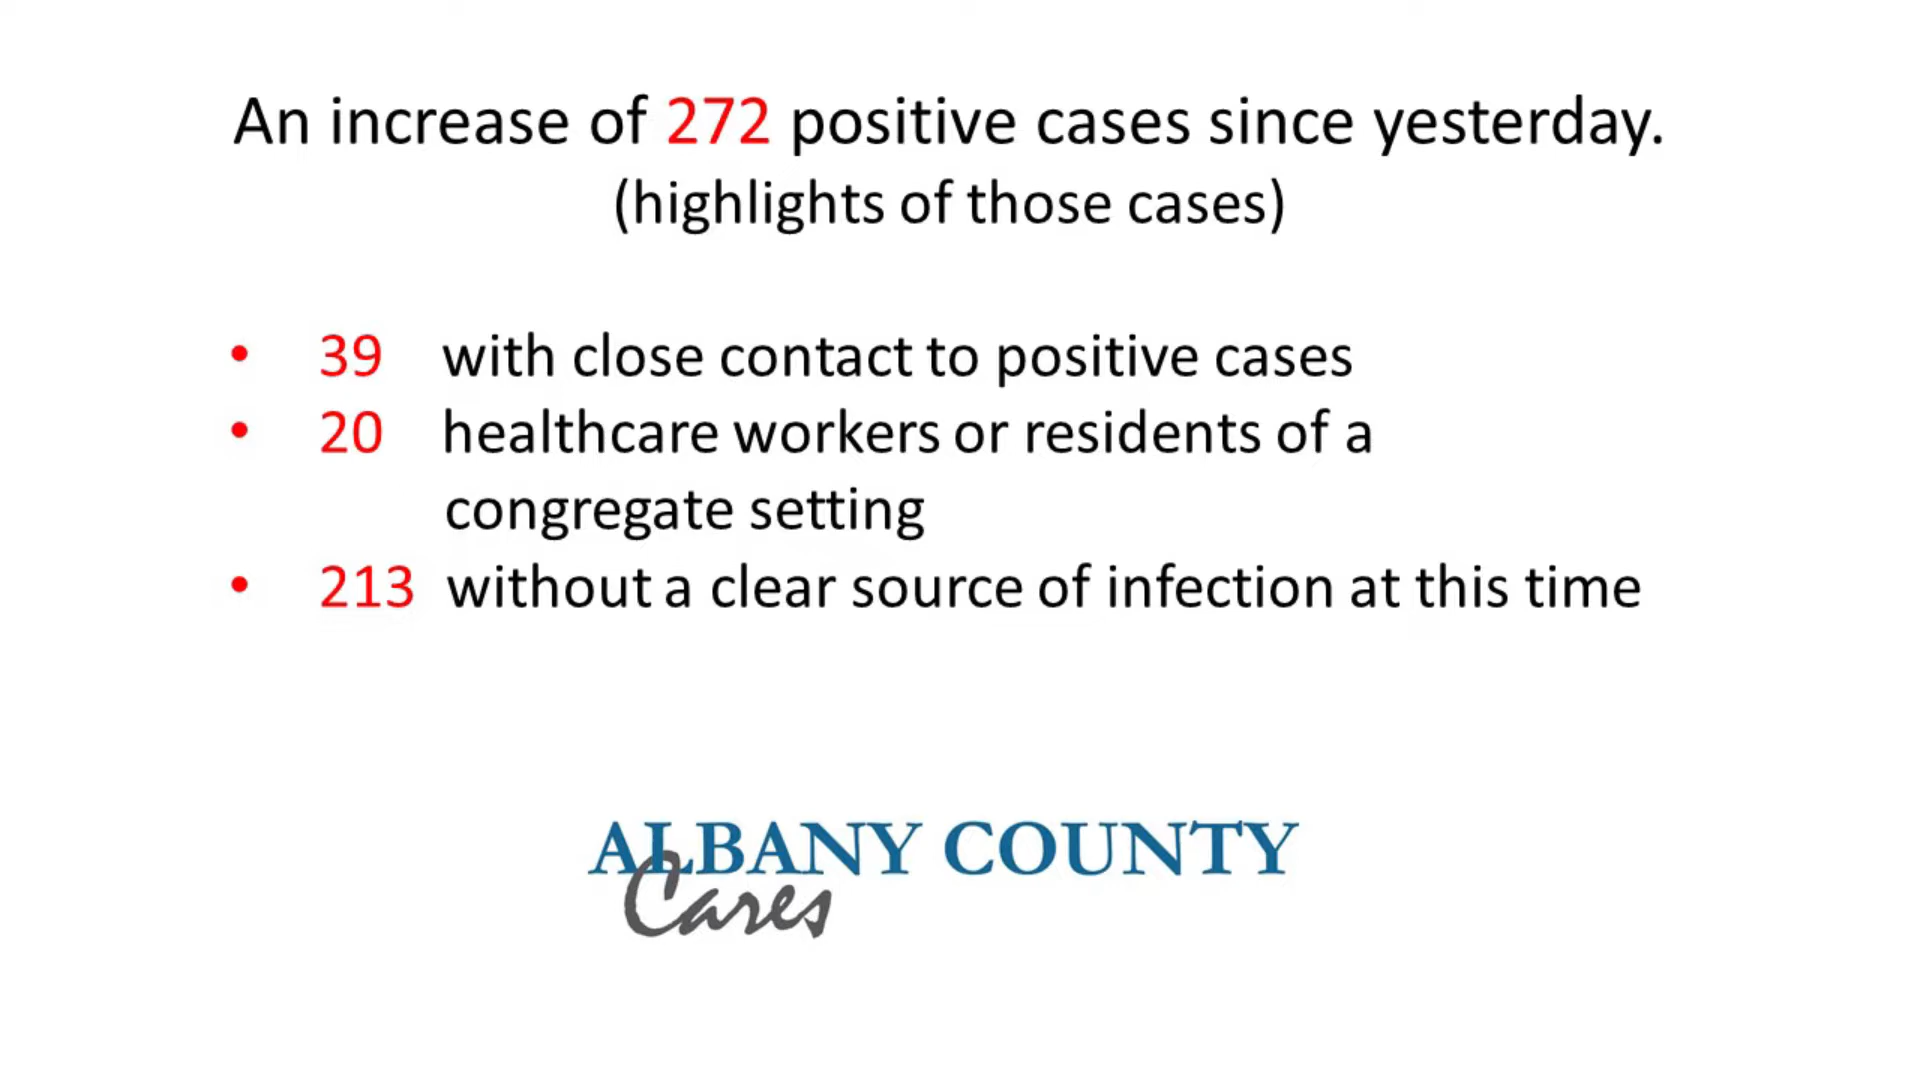 An increase of 272 positive cases since yesterday.
(highlights of those cases)
• 39 with close contact to positive cases
• 20 healthcare workers or residents of a
congregate setting
• 213 without a clear source of infection at this time
ALBANY COUNTY
Cares